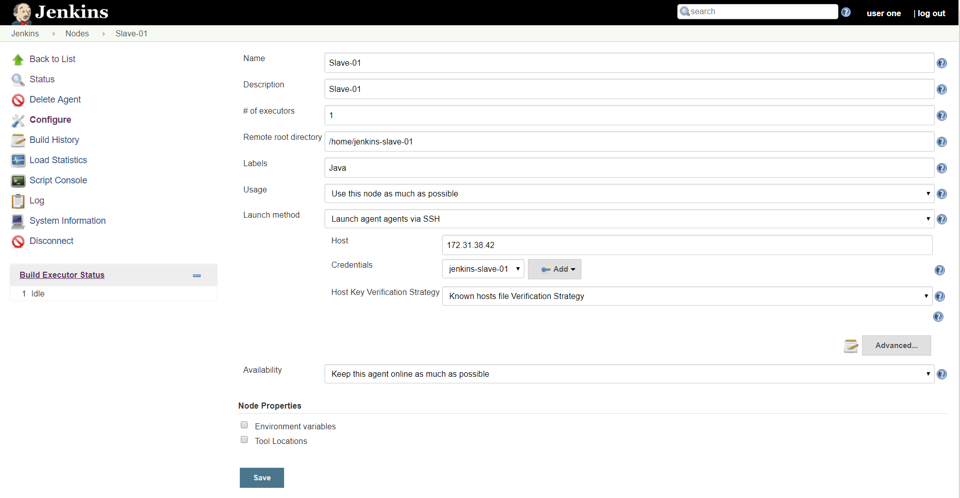 Jenkins
search
user one
| log out
Jenkins
Nodes
Slave-01
Back to List
Status
Delete Agent
Configure
Build History
Load Statistics
Script Console
Log
System Information
Disconnect
Build Executor Status
1 Idle
Name
Slave-01
Description
Slave-01
# of executors
1
Remote root directory
/home/jenkins-slave-01
Labels
Java
Usage
Use this node as much as possible
Launch method
Launch agent agents via SSH
Host
172.31.38.42
Credentials
jenkins-slave-01
Add
Host Key Verification Strategy
Known hosts file Verification Strategy
Advanced...
Availability
Keep this agent online as much as possible
Node Properties
Environment variables
Tool Locations
Save